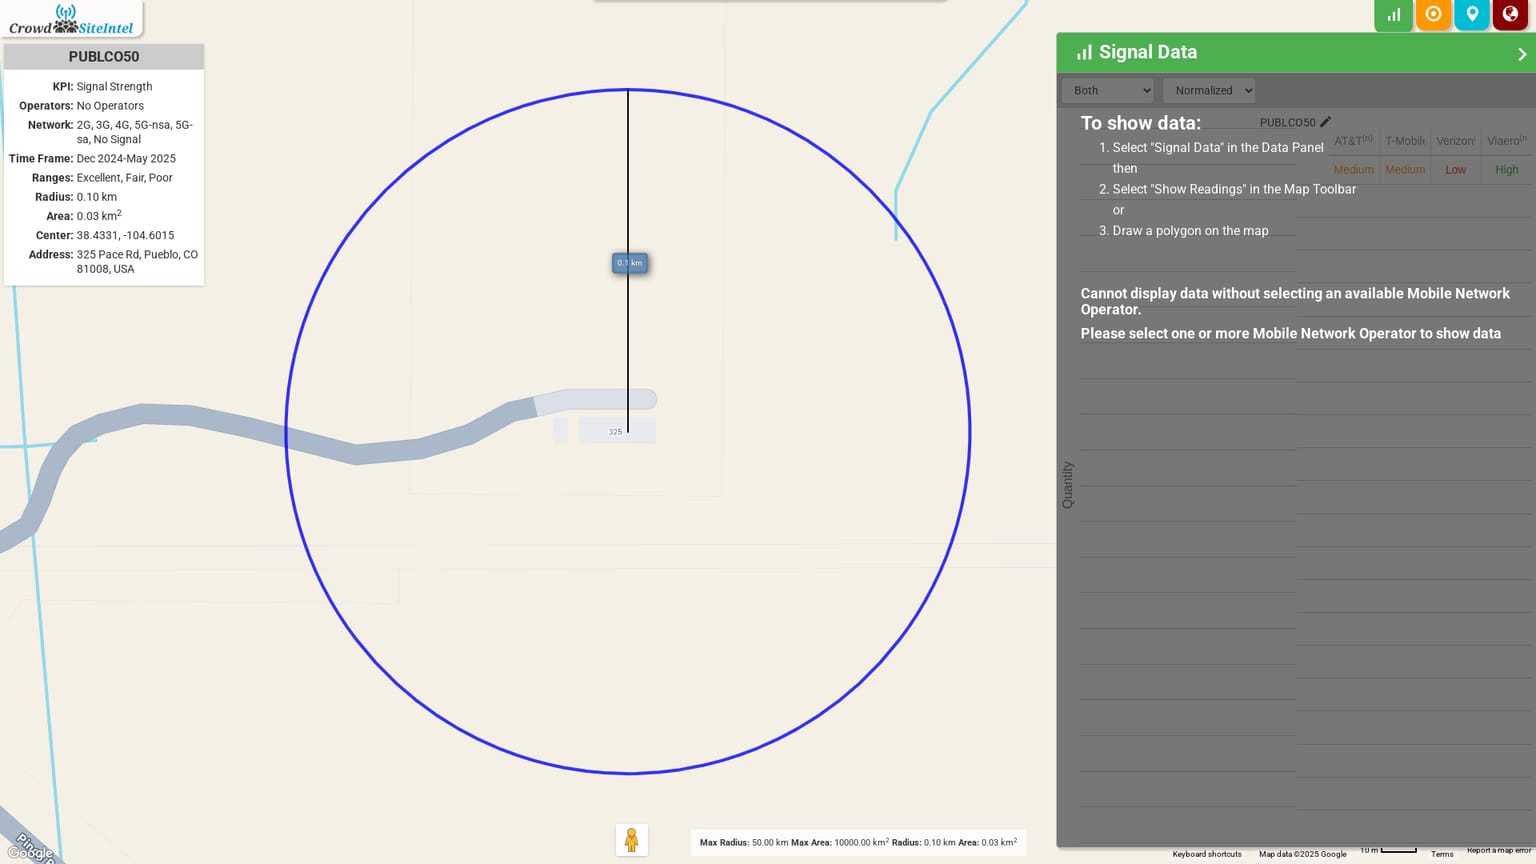 Crowd SiteIntel
PUBLCO50
KPI: Signal Strength
Operators: No Operators
Network: 2G, 3G, 4G, 5G-nsa, 5G-
sa, No Signal
Time Frame: Dec 2024-May 2025
Ranges: Excellent, Fair, Poor
Radius: 0.10 km
Area: 0.03 km²
Center: 38.4331, -104.6015
Address: 325 Pace Rd, Pueblo, CO
81008, USA
0.1 km
325
Google
Max Radius: 50.00 km Max Area: 10000.00 km² Radius: 0.10 km Area: 0.03 km²
Signal Data
Both Normalized
To show data:
PUBLCO50
1. Select "Signal Data" in the Data Panel
then
2. Select "Show Readings" in the Map Toolbar
or
3. Draw a polygon on the map
AT&T(n) T-Mobile Verizon Viaero(n
Medium Medium Low High
Cannot display data without selecting an available Mobile Network
Operator.
Please select one or more Mobile Network Operator to show data
Quantity
Keyboard shortcuts Map data ©2025 Google 10 m Terms Report a map error